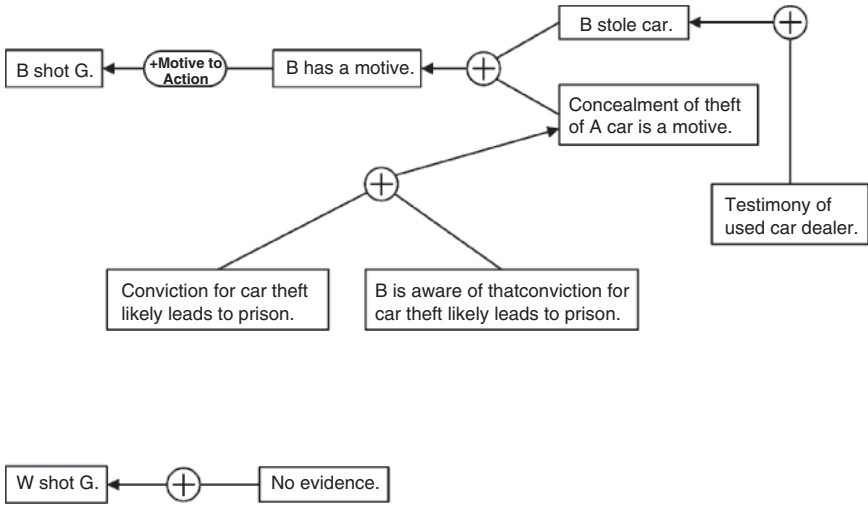 B stole car.
+
B shot G.
+Motive to
Action
B has a motive.
+
Concealment of theft
of A car is a motive.
+
Testimony of
used car dealer.
Conviction for car theft
likely leads to prison.
B is aware of thatconviction for
car theft likely leads to prison.
W shot G.
+
No evidence.